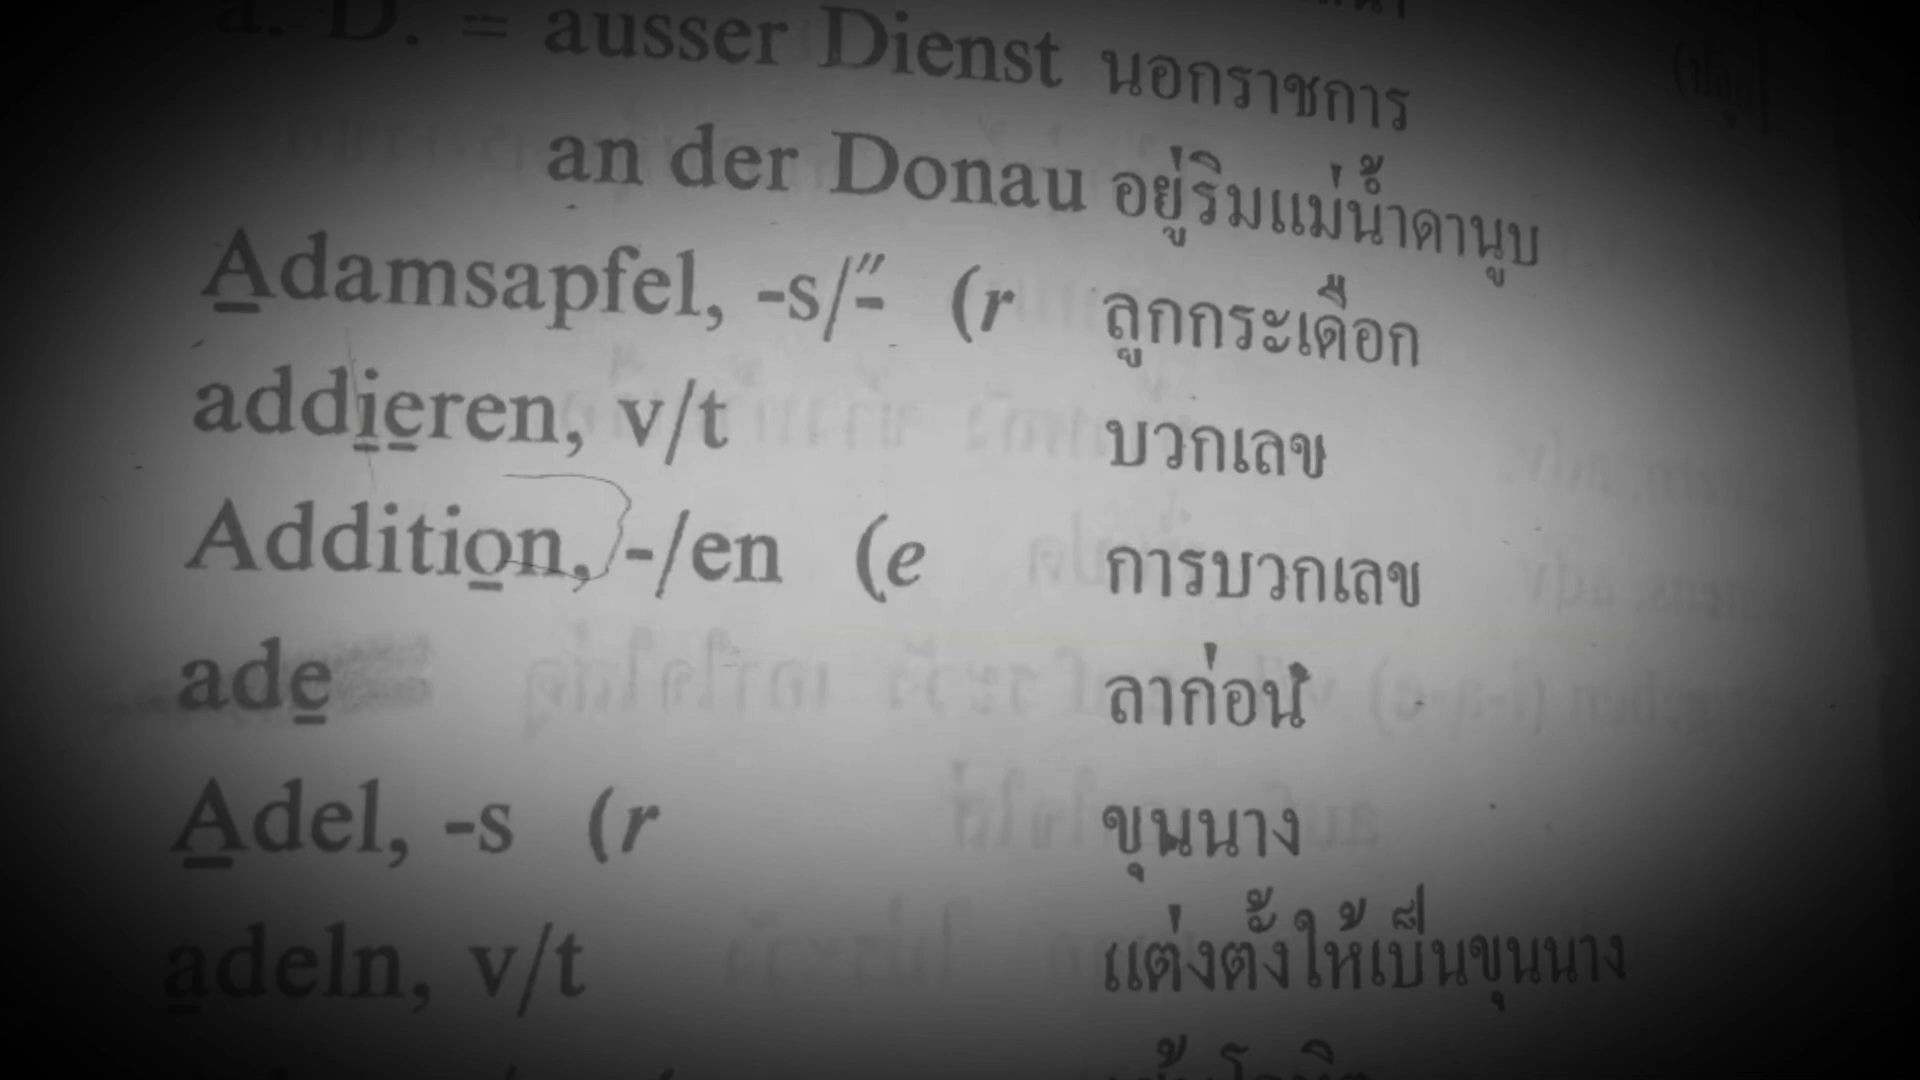 a. D. = ausser Dienst นอกราชการ
an der Donau อยู่ริมแม่น้ำดานูบ
Adamsapfel, -s/-̈ (r ลูกกระเดือก
addieren, v/t บวกเลข
Addition, -/en (e การบวกเลข
ade ลาก่อน
Adel, -s (r ขุนนาง
adeln, v/t แต่งตั้งให้เป็นขุนนาง